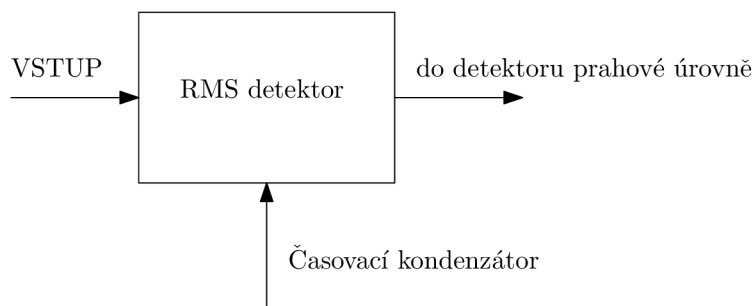 VSTUP
do detektoru prahové úrovně
RMS detektor
Časovací kondenzátor